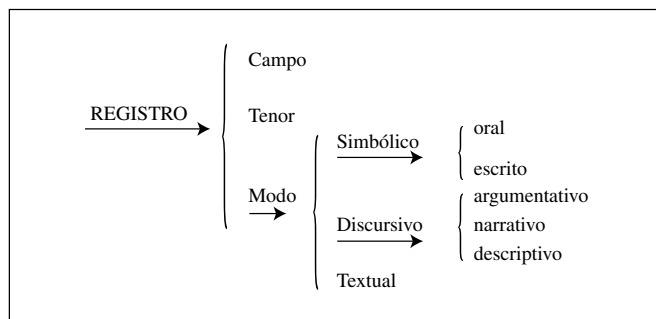 Campo
REGISTRO
Tenor
Modo
Simbólico
oral
escrito
Discursivo
argumentativo
narrativo
descriptivo
Textual